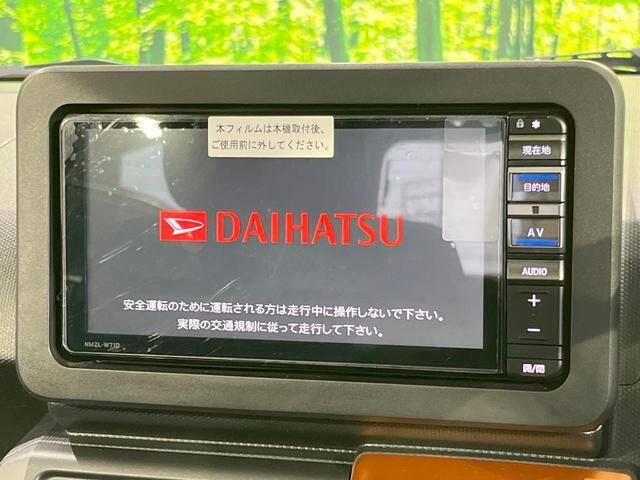 本フィルムは本機取付後、
ご使用前に外してください。
DAIHATSU
安全運転のために運転される方は走行中に操作しないで下さい。
実際の交通規制に従って走行して下さい。
NMZL-W71D
現在地
目的地
AV
AUDIO
+
−
開/閉